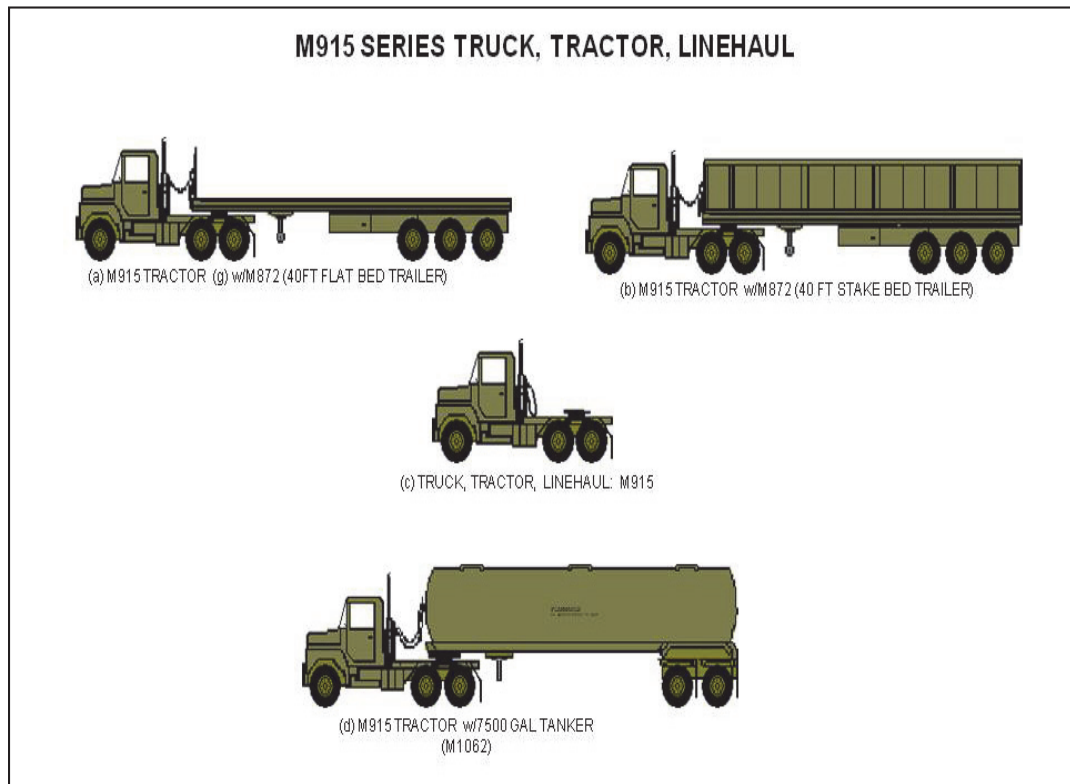 M915 SERIES TRUCK, TRACTOR, LINEHAUL
(a) M915 TRACTOR (g) w/M872 (40FT FLAT BED TRAILER)
(b) M915 TRACTOR w/M872 (40 FT STAKE BED TRAILER)
(c) TRUCK, TRACTOR, LINEHAUL: M915
(d) M915 TRACTOR w/7500 GAL TANKER
(M1062)